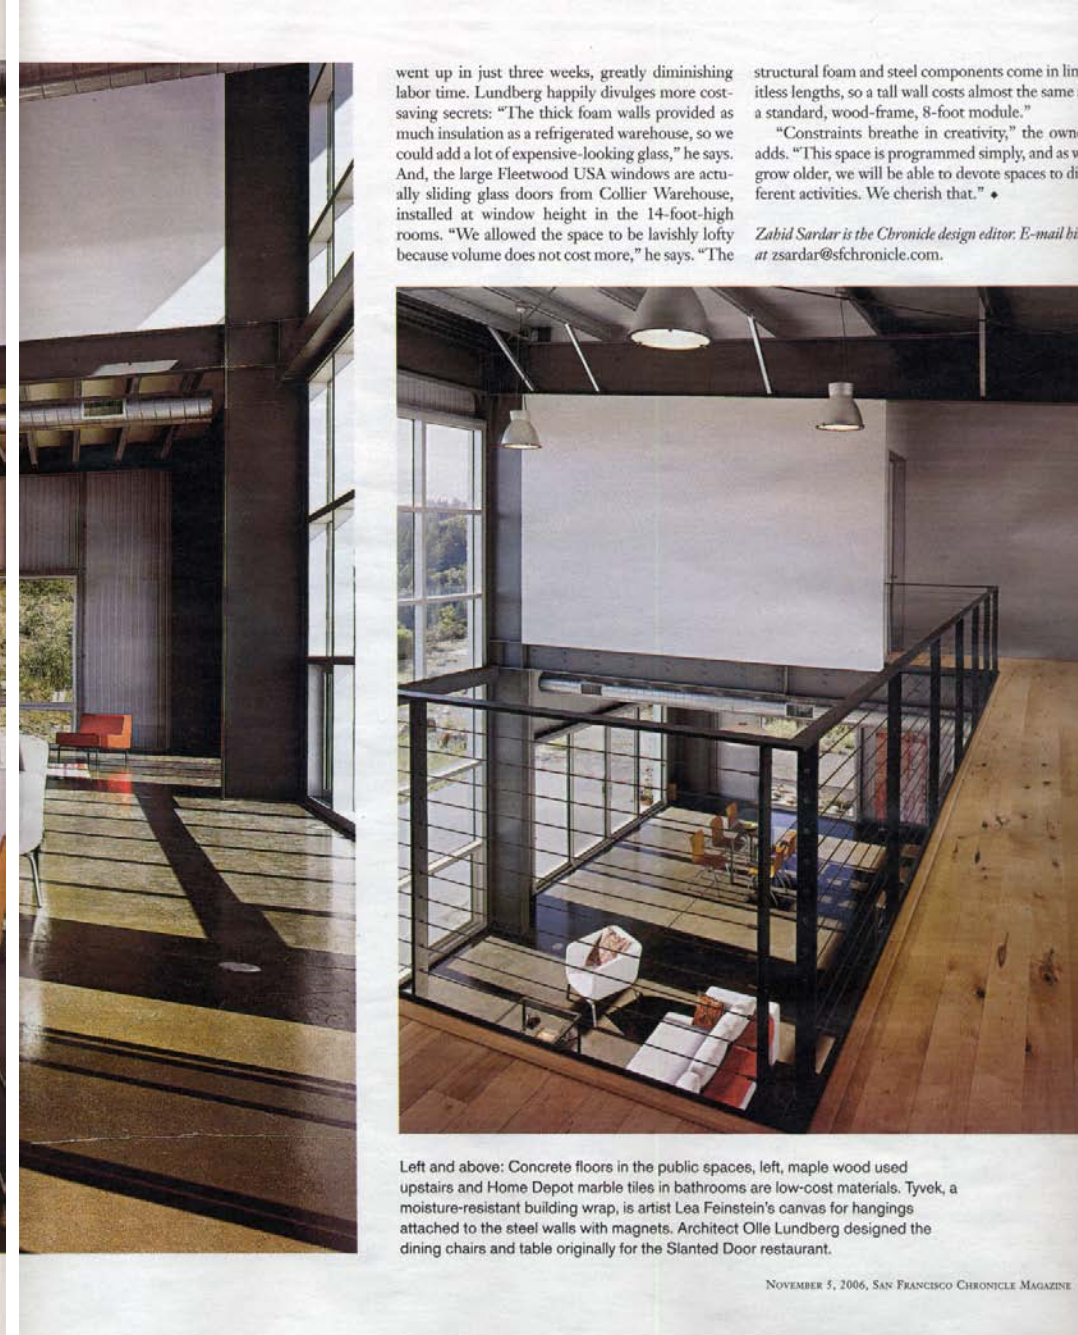 went up in just three weeks, greatly diminishing
labor time. Lundberg happily divulges more cost-
saving secrets: “The thick foam walls provided as
much insulation as a refrigerated warehouse, so we
could add a lot of expensive-looking glass,” he says.
And, the large Fleetwood USA windows are actu-
ally sliding glass doors from Collier Warehouse,
installed at window height in the 14-foot-high
rooms. “We allowed the space to be lavishly lofty
because volume does not cost more,” he says. “The
structural foam and steel components come in lim
itless lengths, so a tall wall costs almost the same
a standard, wood-frame, 8-foot module.”
“Constraints breathe in creativity,” the own
adds. “This space is programmed simply, and as w
grow older, we will be able to devote spaces to di
ferent activities. We cherish that.” ◆
Zahid Sardar is the Chronicle design editor. E-mail hi
at zsardar@sfchronicle.com.
Left and above: Concrete floors in the public spaces, left, maple wood used
upstairs and Home Depot marble tiles in bathrooms are low-cost materials. Tyvek, a
moisture-resistant building wrap, is artist Lea Feinstein’s canvas for hangings
attached to the steel walls with magnets. Architect Olle Lundberg designed the
dining chairs and table originally for the Slanted Door restaurant.
November 5, 2006, San Francisco Chronicle Magazine